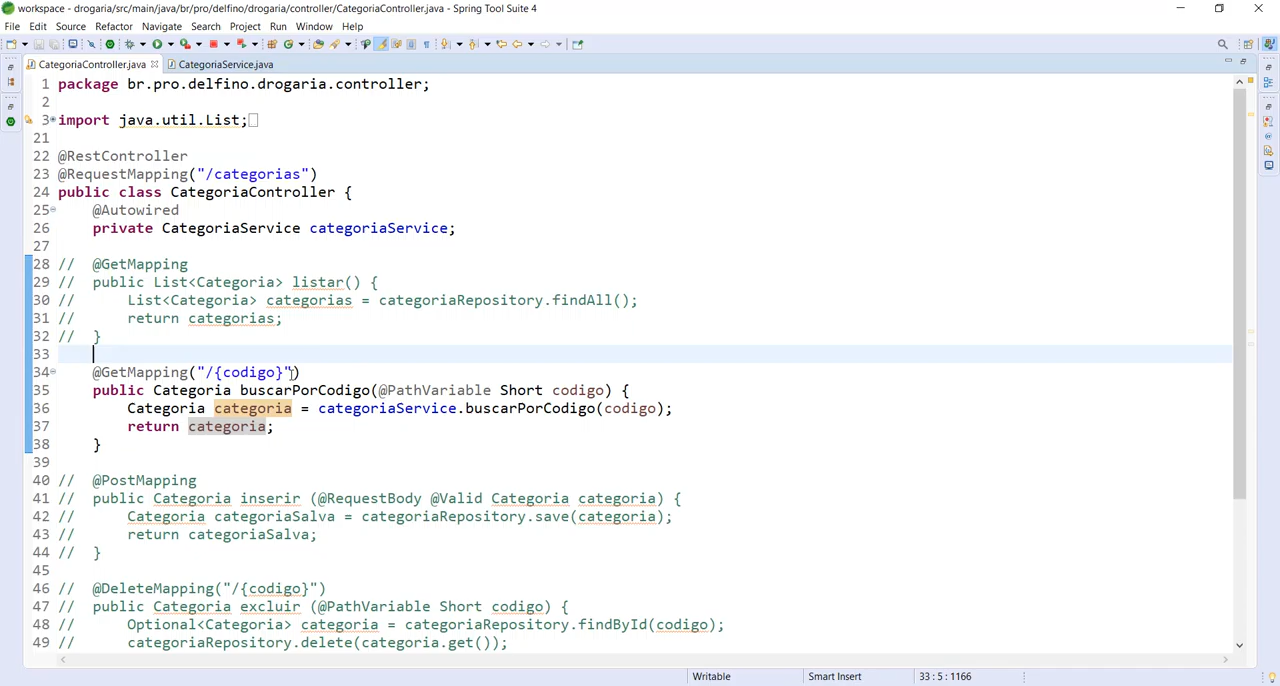 workspace - drogaria/src/main/java/br/pro/delfino/drogaria/controller/CategoriaController.java - Spring Tool Suite 4
File Edit Source Refactor Navigate Search Project Run Window Help
CategoriaController.java CategoriaService.java
1 package br.pro.delfino.drogaria.controller;
2
3 import java.util.List;
21
22 @RestController
23 @RequestMapping("/categorias")
24 public class CategoriaController {
25 @Autowired
26 private CategoriaService categoriaService;
27
28 // @GetMapping
29 // public List<Categoria> listar() {
30 // List<Categoria> categorias = categoriaRepository.findAll();
31 // return categorias;
32 // }
33
34 @GetMapping("/{codigo}")
35 public Categoria buscarPorCodigo(@PathVariable Short codigo) {
36 Categoria categoria = categoriaService.buscarPorCodigo(codigo);
37 return categoria;
38 }
39
40 // @PostMapping
41 // public Categoria inserir (@RequestBody @Valid Categoria categoria) {
42 // Categoria categoriaSalva = categoriaRepository.save(categoria);
43 // return categoriaSalva;
44 // }
45
46 // @DeleteMapping("/{codigo}")
47 // public Categoria excluir (@PathVariable Short codigo) {
48 // Optional<Categoria> categoria = categoriaRepository.findById(codigo);
49 // categoriaRepository.delete(categoria.get());
Writable Smart Insert 33 : 5 : 1166